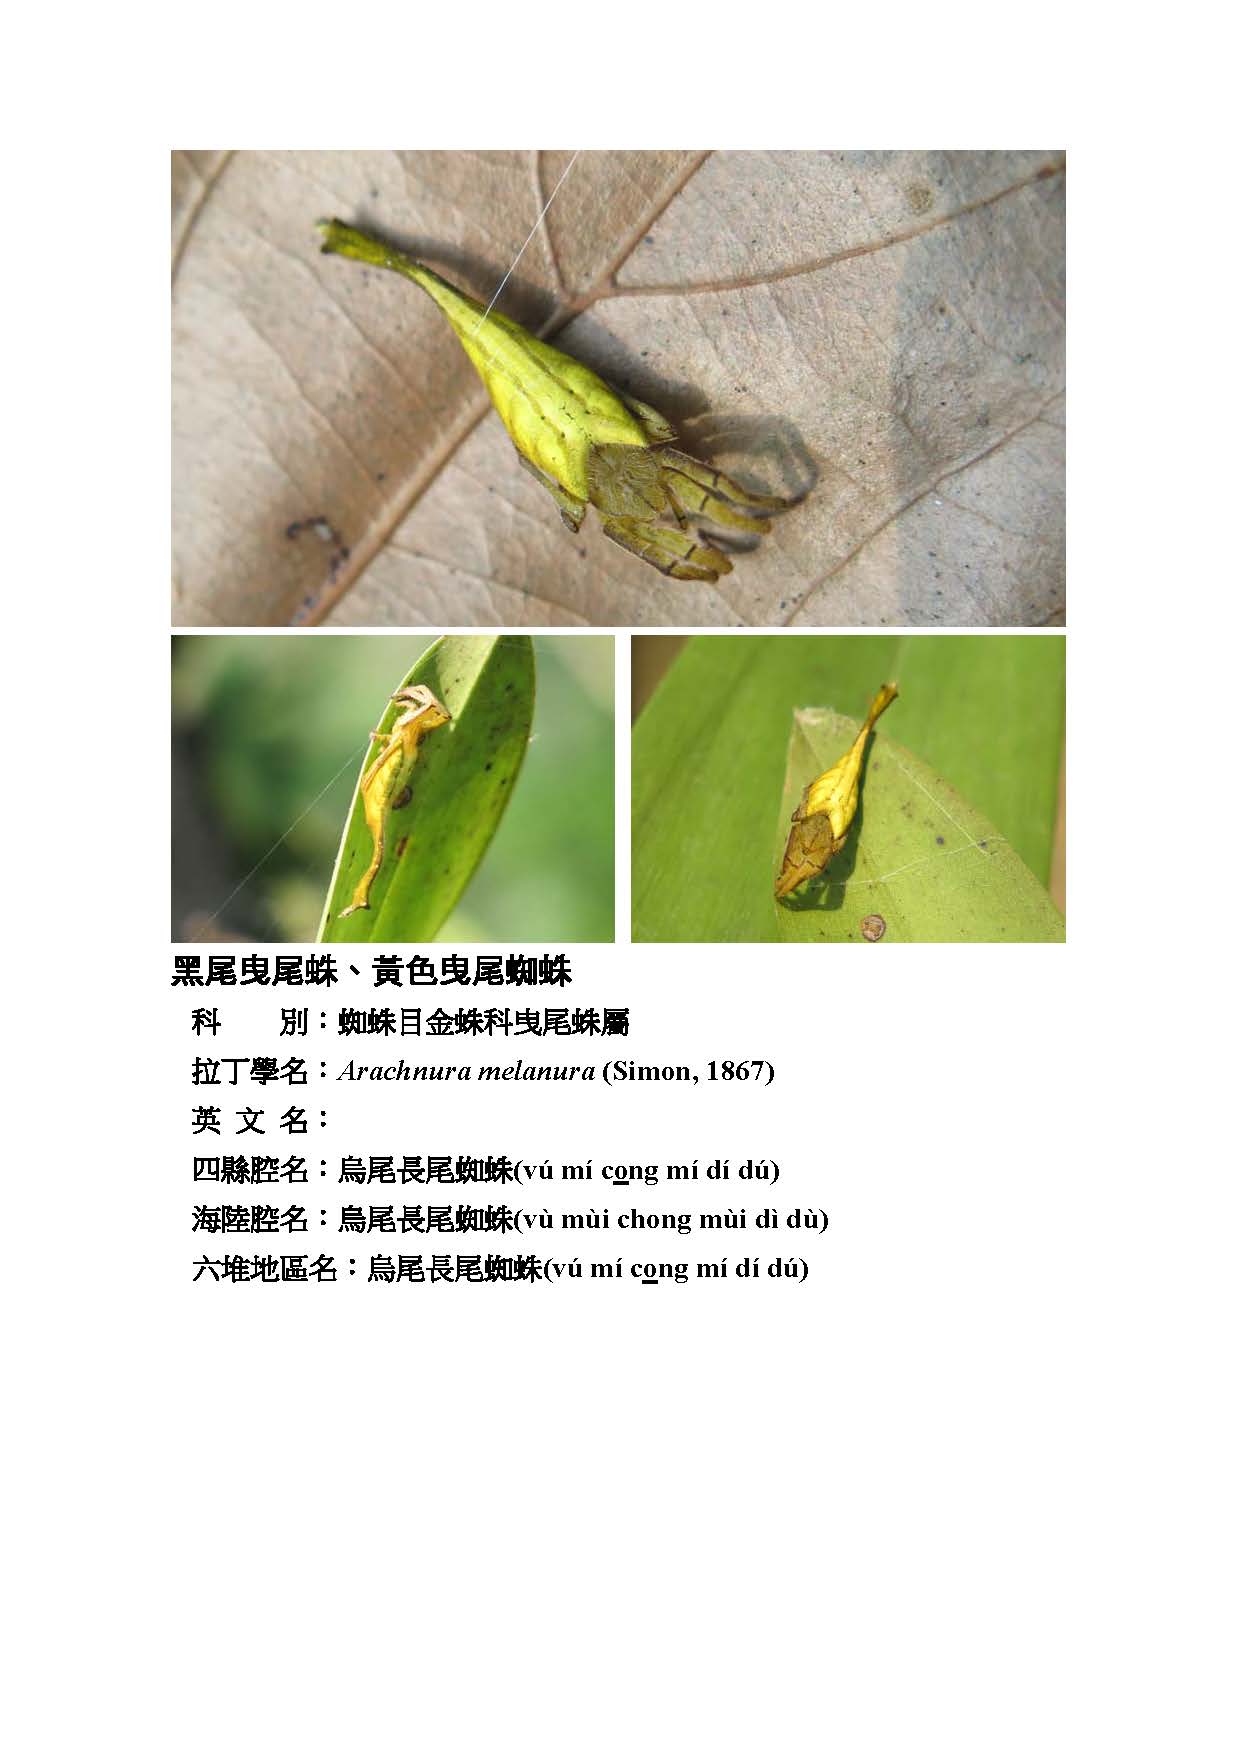 黑尾曳尾蛛、黃色曳尾蜘蛛
科　　別：蜘蛛目金蛛科曳尾蛛屬
拉丁學名：Arachnura melanura (Simon, 1867)
英 文 名：
四縣腔名：烏尾長尾蜘蛛(vú mí cong mí dí dú)
海陸腔名：烏尾長尾蜘蛛(vù mùi chong mùi dì dù)
六堆地區名：烏尾長尾蜘蛛(vú mí cong mí dí dú)